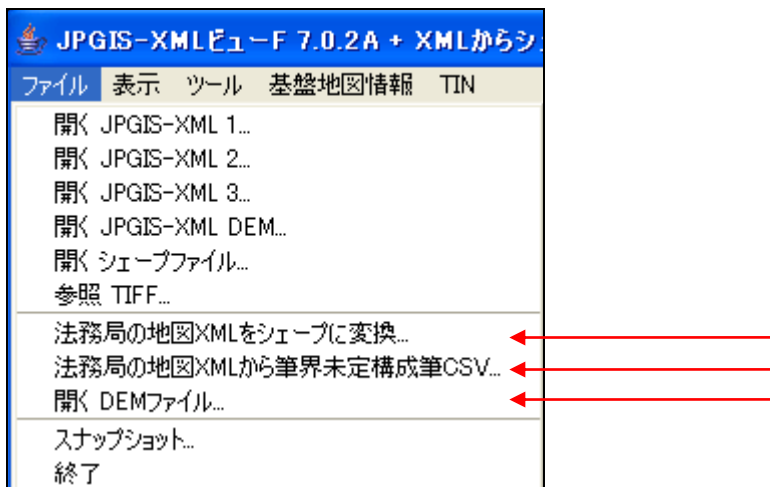 JPGIS-XMLビューF 7.0.2A + XMLからシ
ファイル 表示 ツール 基盤地図情報 TIN
開く JPGIS-XML 1...
開く JPGIS-XML 2...
開く JPGIS-XML 3...
開く JPGIS-XML DEM...
開く シェープファイル...
参照 TIFF...
法務局の地図XMLをシェープに変換...
法務局の地図XMLから筆界未定構成筆CSV...
開く DEMファイル...
スナップショット...
終了